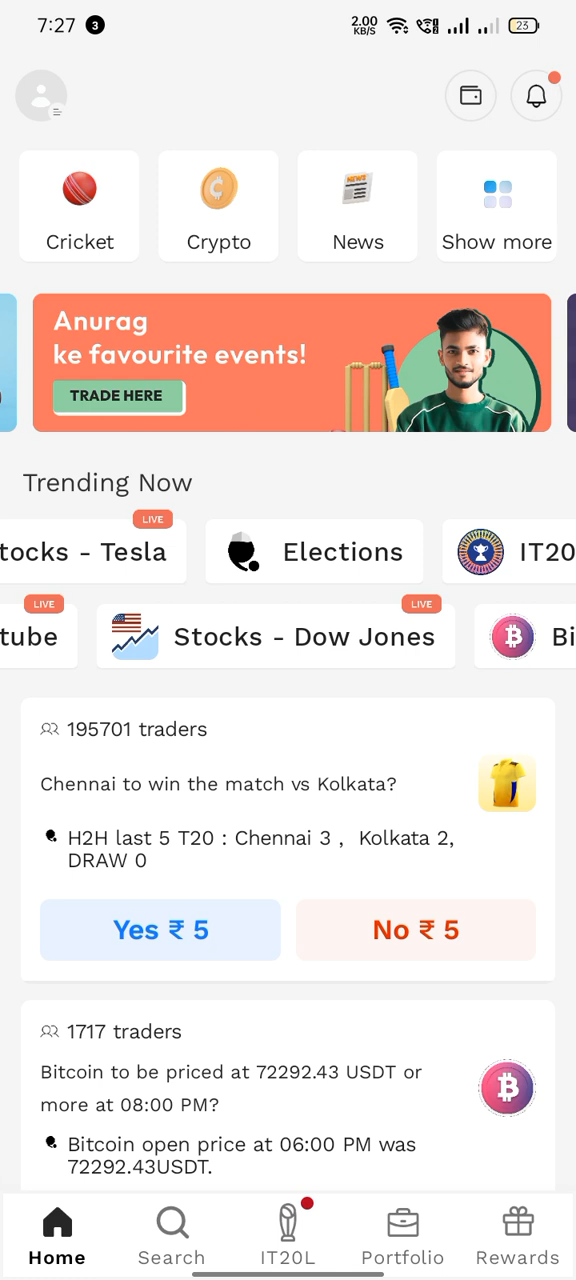 7:27 3 2.00 KB/S 23
NEWS
Cricket Crypto News Show more
Anurag
ke favourite events!
TRADE HERE
Trending Now
LIVE
tocks - Tesla Elections IT20
LIVE LIVE
tube Stocks - Dow Jones Bi
195701 traders
Chennai to win the match vs Kolkata?
H2H last 5 T20 : Chennai 3 , Kolkata 2,
DRAW 0
Yes ₹ 5 No ₹ 5
1717 traders
Bitcoin to be priced at 72292.43 USDT or
more at 08:00 PM?
Bitcoin open price at 06:00 PM was
72292.43USDT.
Home Search IT20L Portfolio Rewards